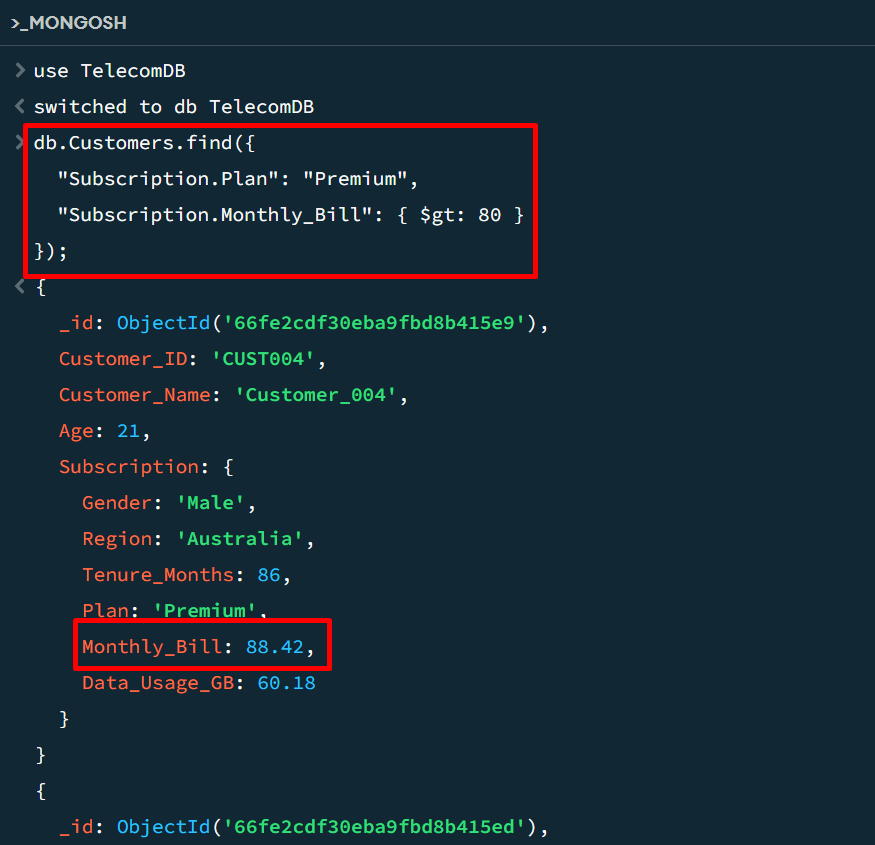 >_MONGOSH
> use TelecomDB
< switched to db TelecomDB
> db.Customers.find({
"Subscription.Plan": "Premium",
"Subscription.Monthly_Bill": { $gt: 80 }
});
< {
_id: ObjectId('66fe2cdf30eba9fbd8b415e9'),
Customer_ID: 'CUST004',
Customer_Name: 'Customer_004',
Age: 21,
Subscription: {
Gender: 'Male',
Region: 'Australia',
Tenure_Months: 86,
Plan: 'Premium',
Monthly_Bill: 88.42,
Data_Usage_GB: 60.18
}
}
{
_id: ObjectId('66fe2cdf30eba9fbd8b415ed'),